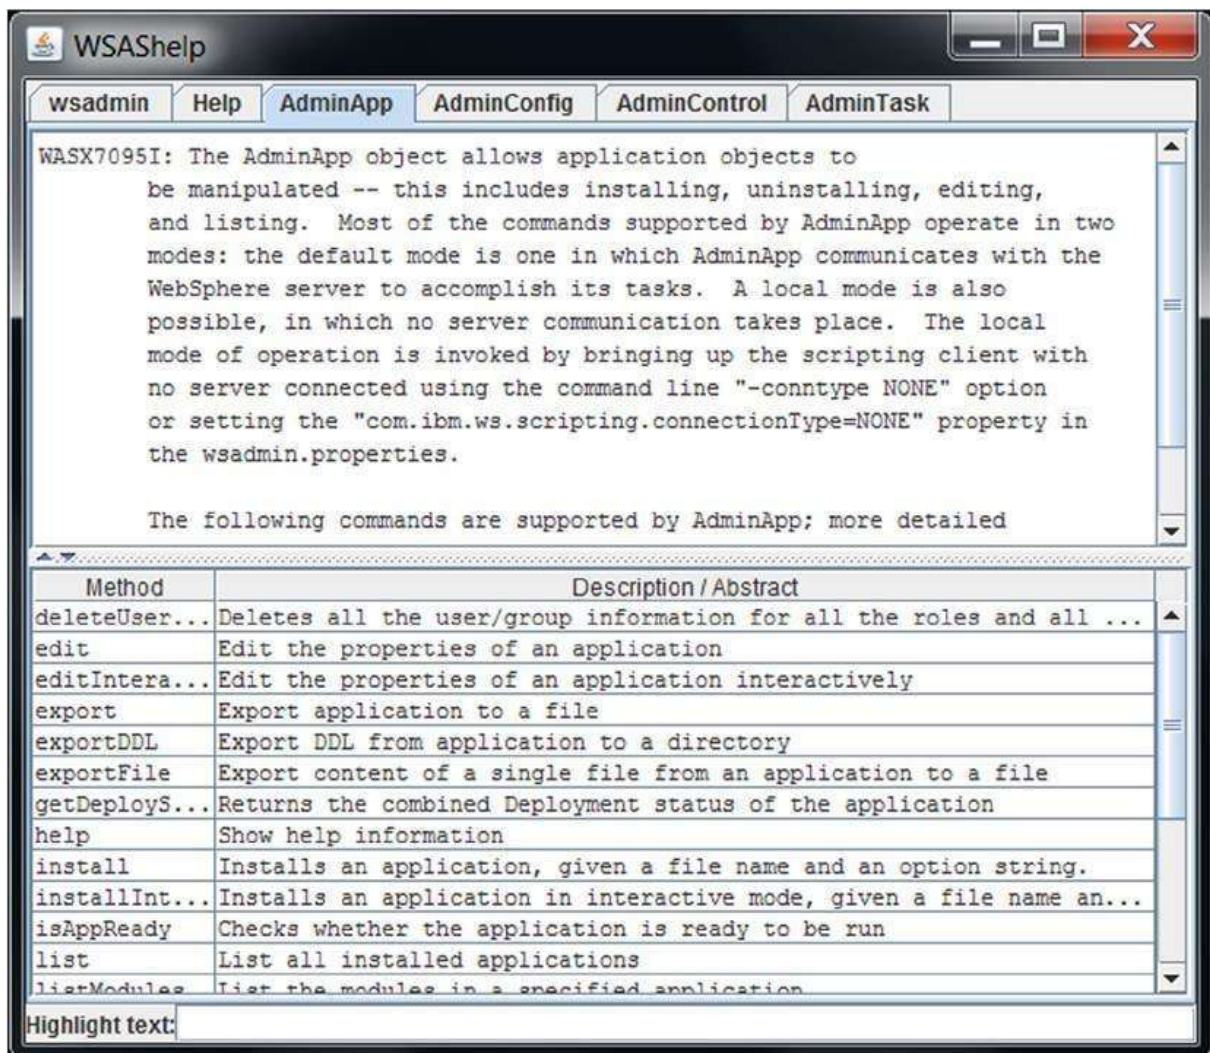 WSAShelp
wsadmin Help AdminApp AdminConfig AdminControl AdminTask
WASX7095I: The AdminApp object allows application objects to
be manipulated -- this includes installing, uninstalling, editing,
and listing.  Most of the commands supported by AdminApp operate in two
modes: the default mode is one in which AdminApp communicates with the
WebSphere server to accomplish its tasks.  A local mode is also
possible, in which no server communication takes place.  The local
mode of operation is invoked by bringing up the scripting client with
no server connected using the command line "-conntype NONE" option
or setting the "com.ibm.ws.scripting.connectionType=NONE" property in
the wsadmin.properties.
The following commands are supported by AdminApp; more detailed
Method Description / Abstract
deleteUser... Deletes all the user/group information for all the roles and all ...
edit Edit the properties of an application
editIntera... Edit the properties of an application interactively
export Export application to a file
exportDDL Export DDL from application to a directory
exportFile Export content of a single file from an application to a file
getDeployS... Returns the combined Deployment status of the application
help Show help information
install Installs an application, given a file name and an option string.
installInt... Installs an application in interactive mode, given a file name an...
isAppReady Checks whether the application is ready to be run
list List all installed applications
listModules List the modules in a specified application
Highlight text: